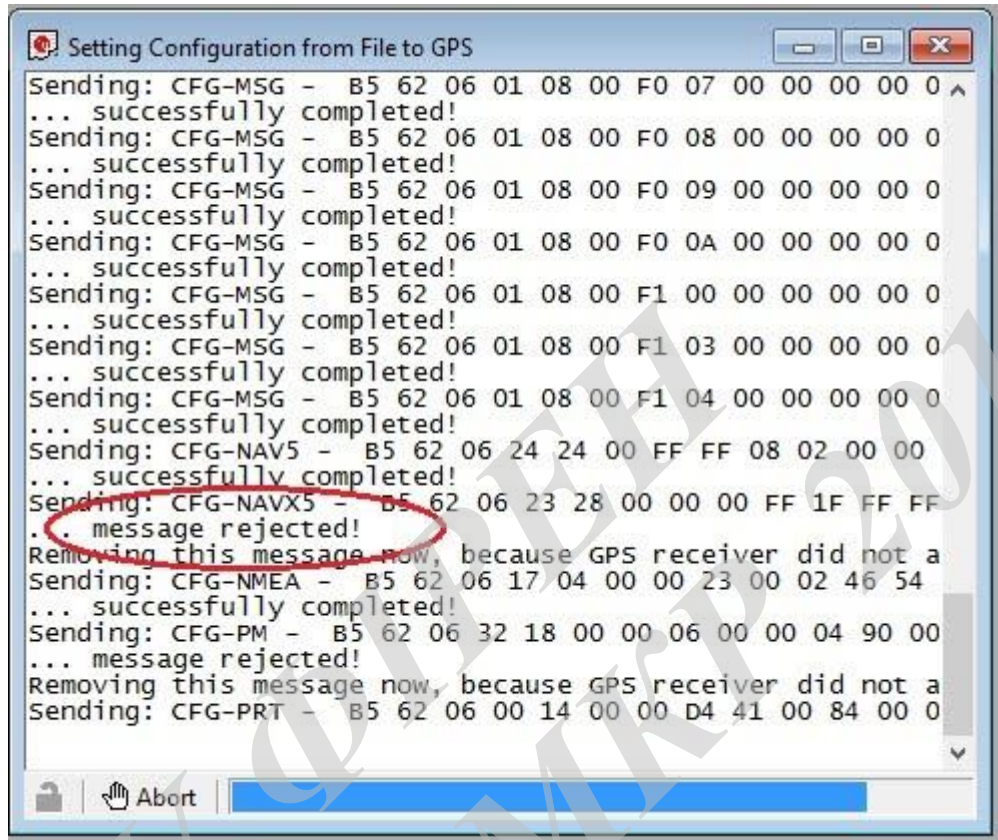 Setting Configuration from File to GPS
Sending: CFG-MSG - B5 62 06 01 08 00 F0 07 00 00 00 00 0
... successfully completed!
Sending: CFG-MSG - B5 62 06 01 08 00 F0 08 00 00 00 00 0
... successfully completed!
Sending: CFG-MSG - B5 62 06 01 08 00 F0 09 00 00 00 00 0
... successfully completed!
Sending: CFG-MSG - B5 62 06 01 08 00 F0 0A 00 00 00 00 0
... successfully completed!
Sending: CFG-MSG - B5 62 06 01 08 00 F1 00 00 00 00 00 0
... successfully completed!
Sending: CFG-MSG - B5 62 06 01 08 00 F1 03 00 00 00 00 0
... successfully completed!
Sending: CFG-MSG - B5 62 06 01 08 00 F1 04 00 00 00 00 0
... successfully completed!
Sending: CFG-NAV5 - B5 62 06 24 24 00 FF FF 08 02 00 00
... successfully completed!
Sending: CFG-NAVX5 - B5 62 06 23 28 00 00 00 FF 1F FF FF
... message rejected!
Removing this message now, because GPS receiver did not a
Sending: CFG-NMEA - B5 62 06 17 04 00 00 23 00 02 46 54
... successfully completed!
Sending: CFG-PM - B5 62 06 32 18 00 00 06 00 00 04 90 00
... message rejected!
Removing this message now, because GPS receiver did not a
Sending: CFG-PRT - B5 62 06 00 14 00 00 D4 41 00 84 00 0
Abort
ФІРЕН
МКР 201